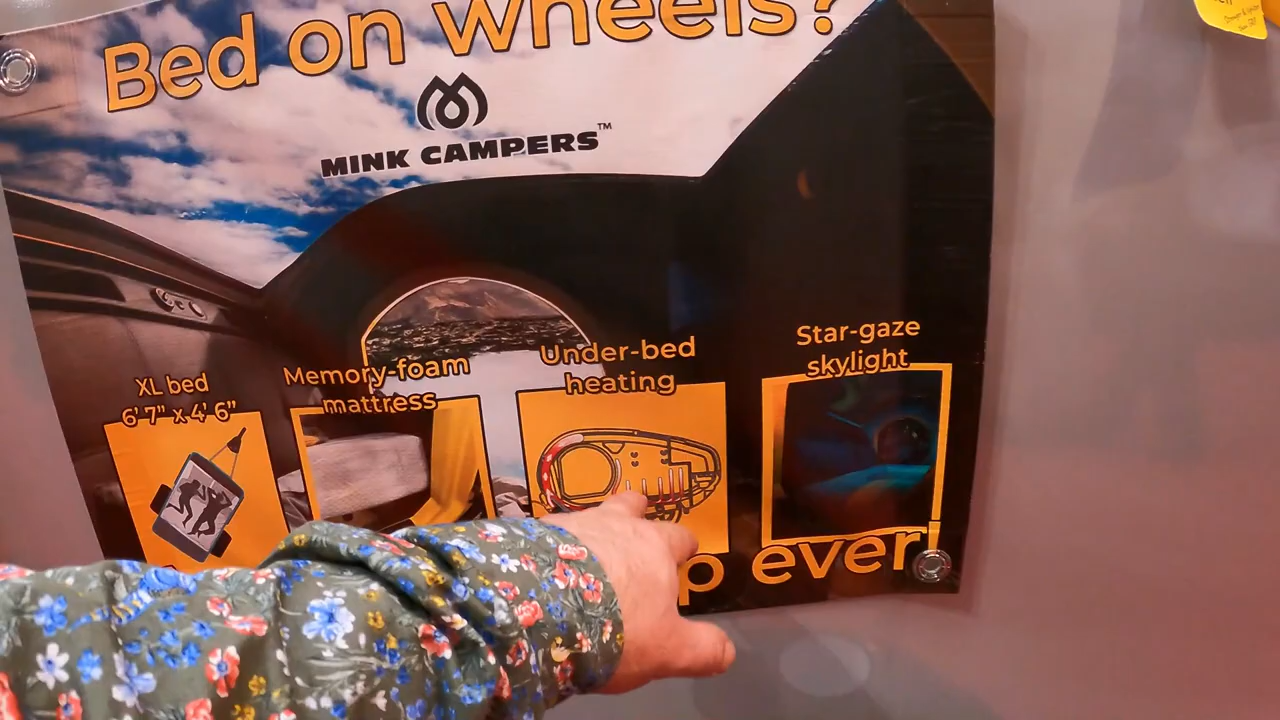 Bed on wheels?
MINK CAMPERS™
XL bed
6' 7" x 4' 6"
Memory-foam
mattress
Under-bed
heating
Star-gaze
skylight
ever!